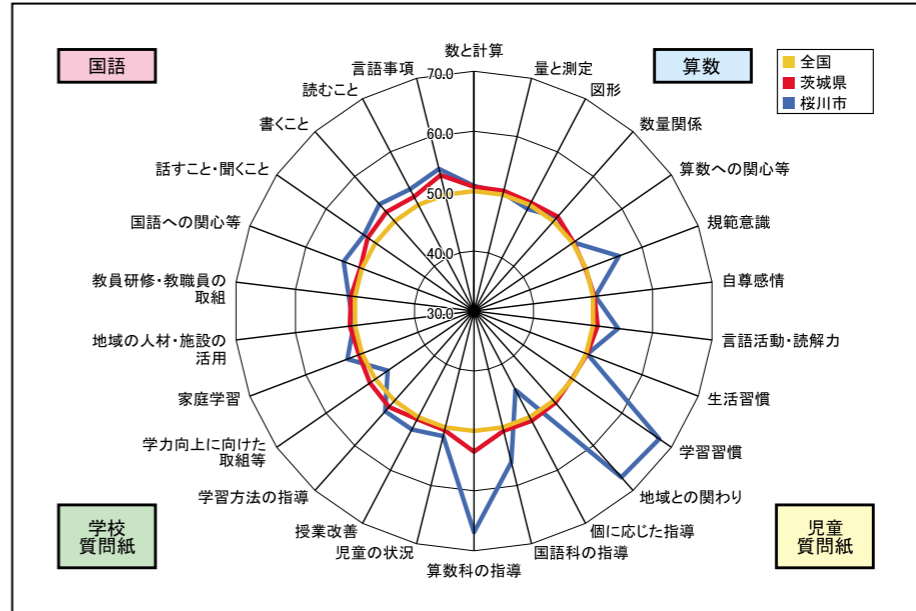 国語
算数
全国
茨城県
桜川市
数と計算
量と測定
図形
数量関係
算数への関心等
規範意識
自尊感情
言語活動・読解力
生活習慣
学習習慣
地域との関わり
個に応じた指導
国語科の指導
算数科の指導
児童の状況
授業改善
学習方法の指導
学力向上に向けた
取組等
家庭学習
地域の人材・施設の
活用
教員研修・教職員の
取組
国語への関心等
話すこと・聞くこと
書くこと
読むこと
言語事項
70.0
60.0
50.0
40.0
30.0
学校
質問紙
児童
質問紙